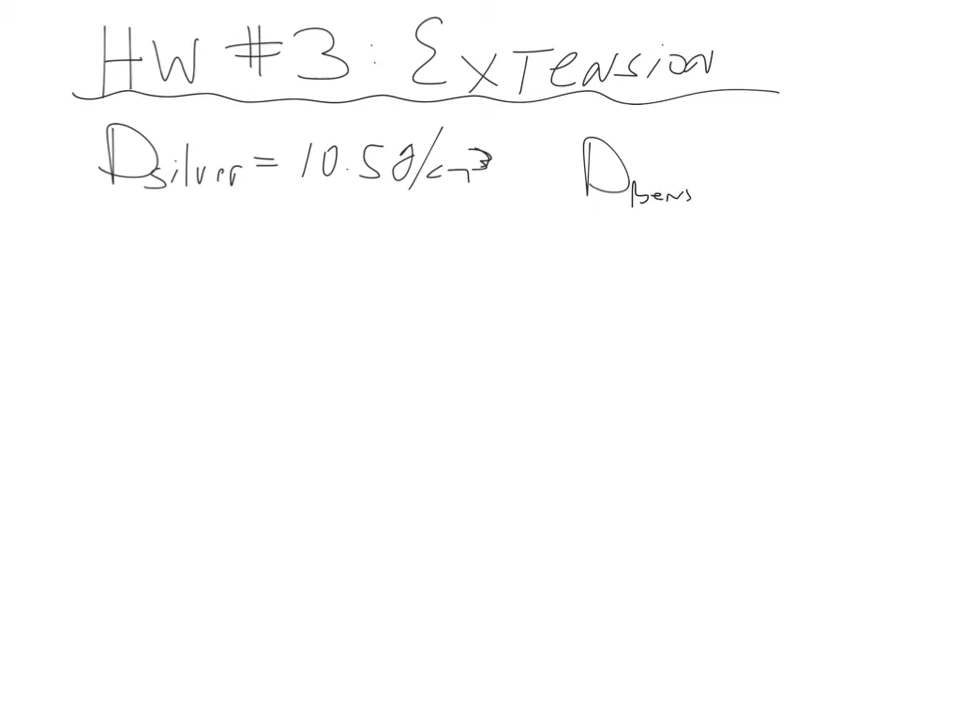 HW #3: Extension
Dsilver = 10.5g/cm³ DBens